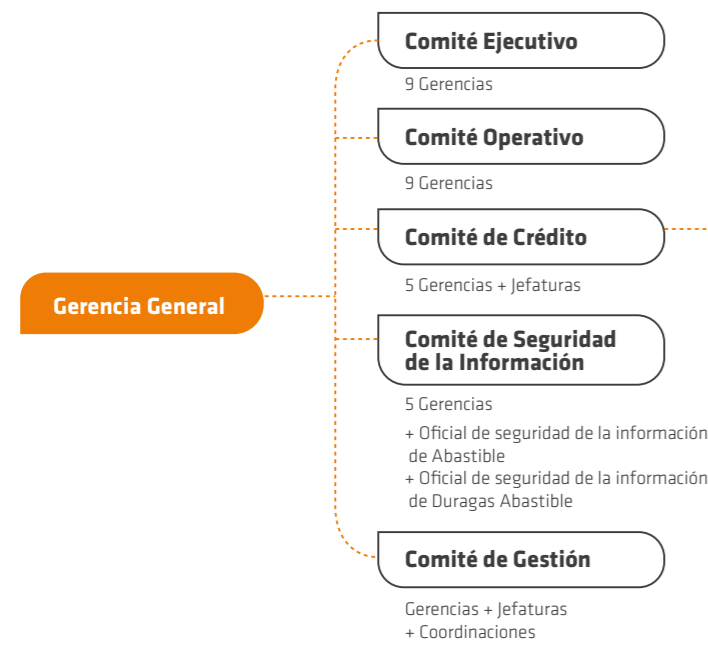 Comité Ejecutivo
9 Gerencias
Comité Operativo
9 Gerencias
Comité de Crédito
5 Gerencias + Jefaturas
Gerencia General
Comité de Seguridad
de la Información
5 Gerencias
+ Oficial de seguridad de la información
de Abastible
+ Oficial de seguridad de la información
de Duragas Abastible
Comité de Gestión
Gerencias + Jefaturas
+ Coordinaciones